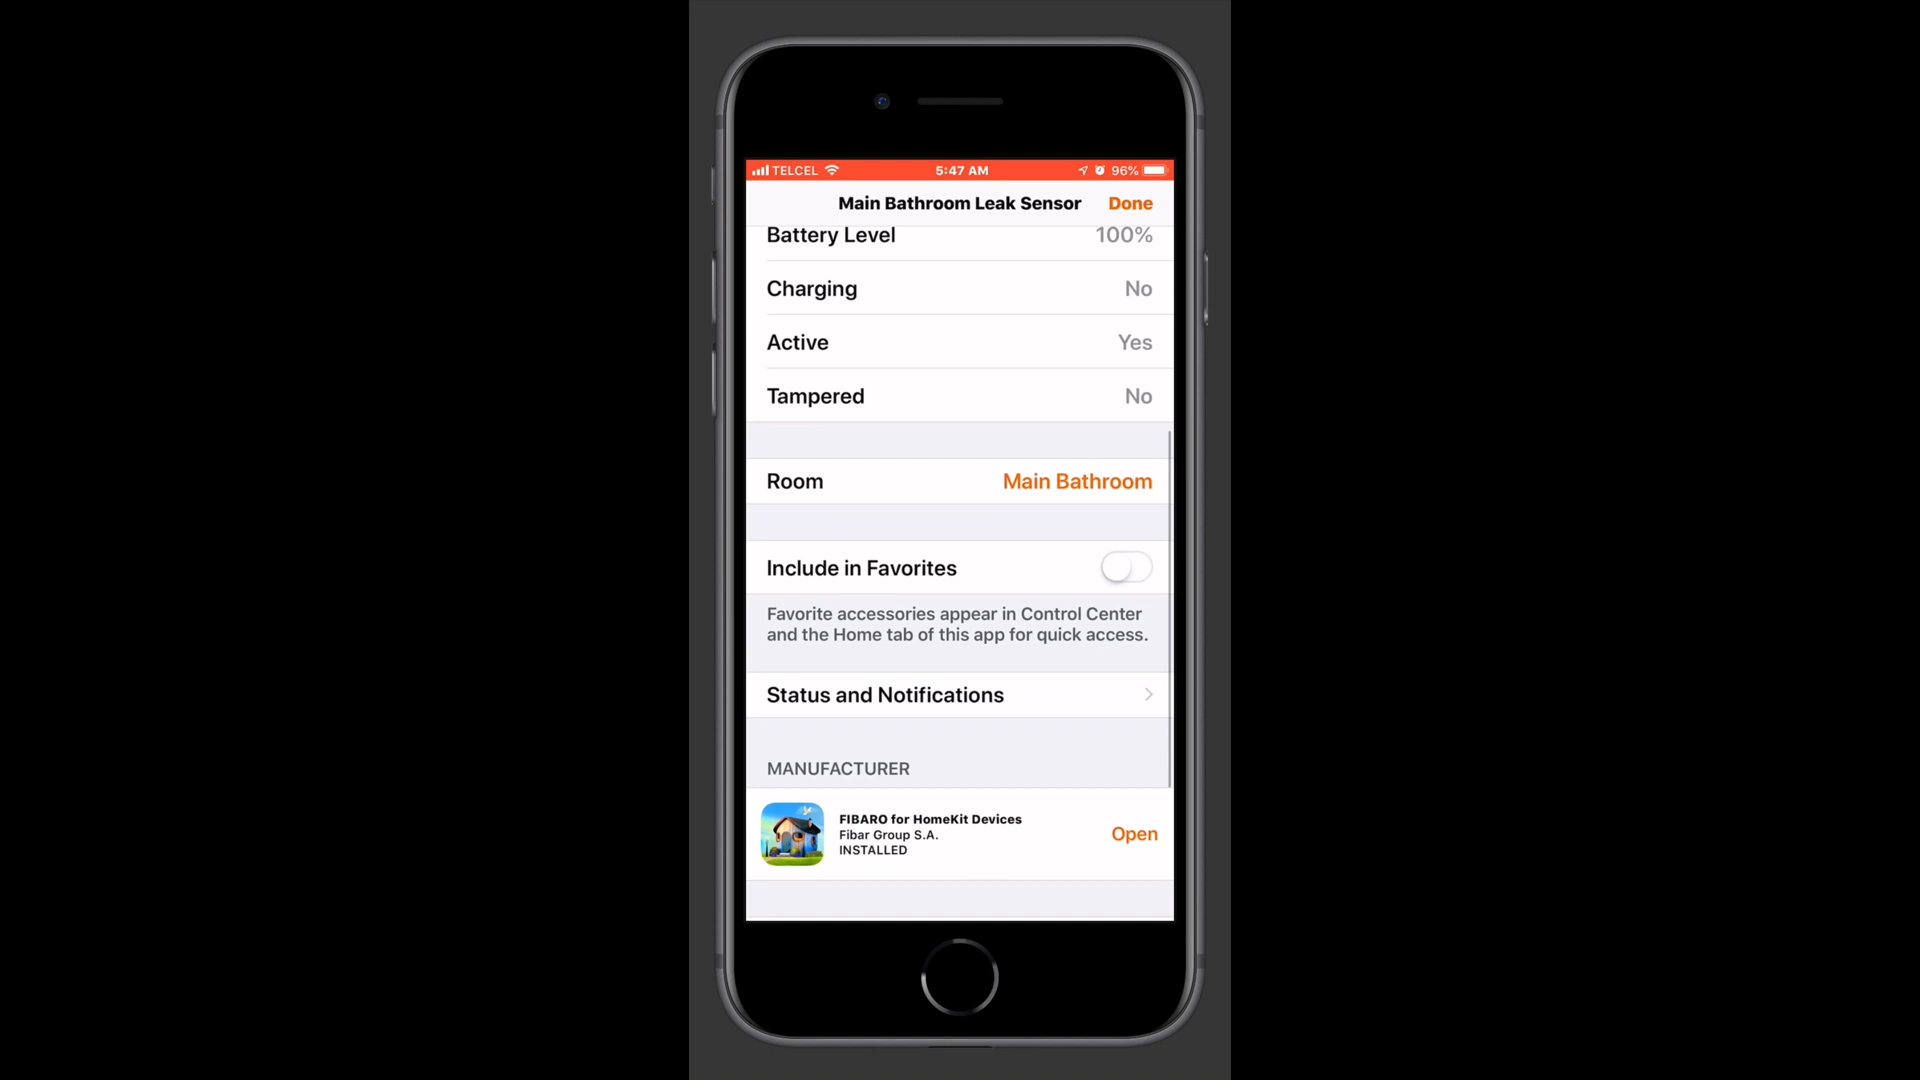 TELCEL 5:47 AM 96%
Main Bathroom Leak Sensor Done
Battery Level 100%
Charging No
Active Yes
Tampered No
Room Main Bathroom
Include in Favorites
Favorite accessories appear in Control Center
and the Home tab of this app for quick access.
Status and Notifications
MANUFACTURER
FIBARO for HomeKit Devices
Fibar Group S.A.
INSTALLED
Open